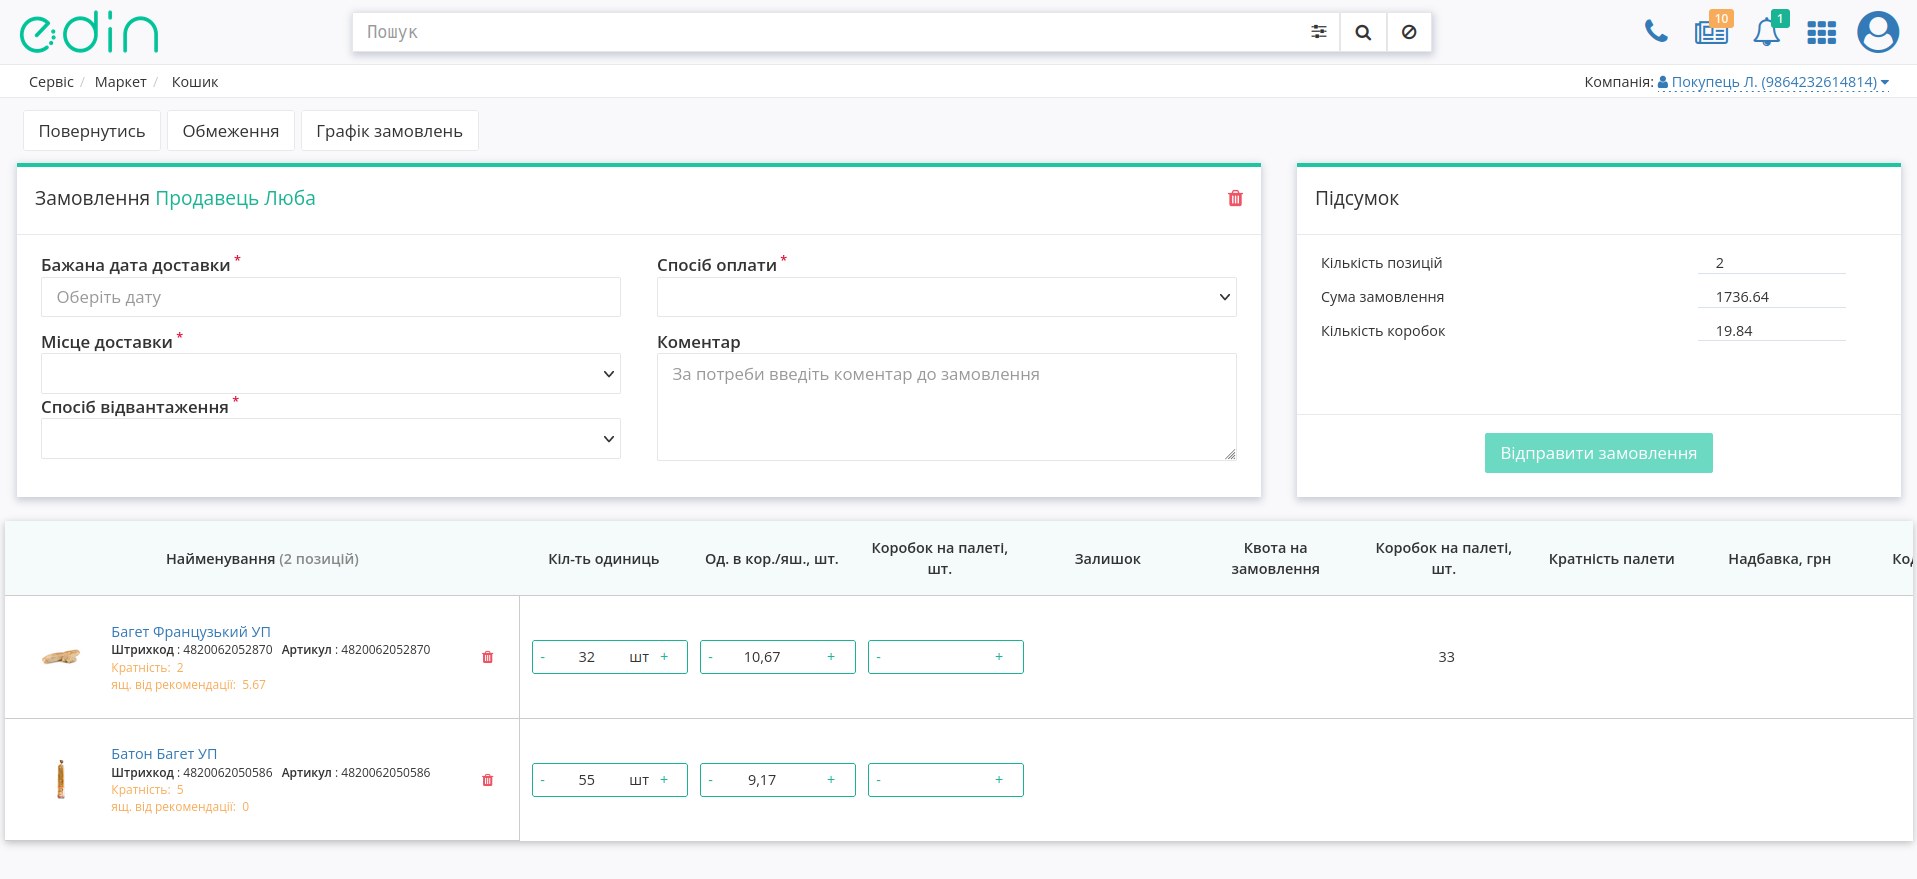 edin
Пошук
10
1
Сервіс / Маркет / Кошик
Компанія: Покупець Л. (9864232614814)
Повернутись
Обмеження
Графік замовлень
Замовлення Продавець Люба
Бажана дата доставки *
Оберіть дату
Місце доставки *
Спосіб відвантаження *
Спосіб оплати *
Коментар
За потреби введіть коментар до замовлення
Підсумок
Кількість позицій 2
Сума замовлення 1736.64
Кількість коробок 19.84
Відправити замовлення
Найменування (2 позицій)
Кіл-ть одиниць
Од. в кор./яш., шт.
Коробок на палеті,
шт.
Залишок
Квота на
замовлення
Коробок на палеті,
шт.
Кратність палети
Надбавка, грн
Код
Багет Французький УП
Штрихкод : 4820062052870 Артикул : 4820062052870
Кратність: 2
ящ. від рекомендації: 5.67
- 32 шт +
- 10,67 +
- +
33
Батон Багет УП
Штрихкод : 4820062050586 Артикул : 4820062050586
Кратність: 5
ящ. від рекомендації: 0
- 55 шт +
- 9,17 +
- +